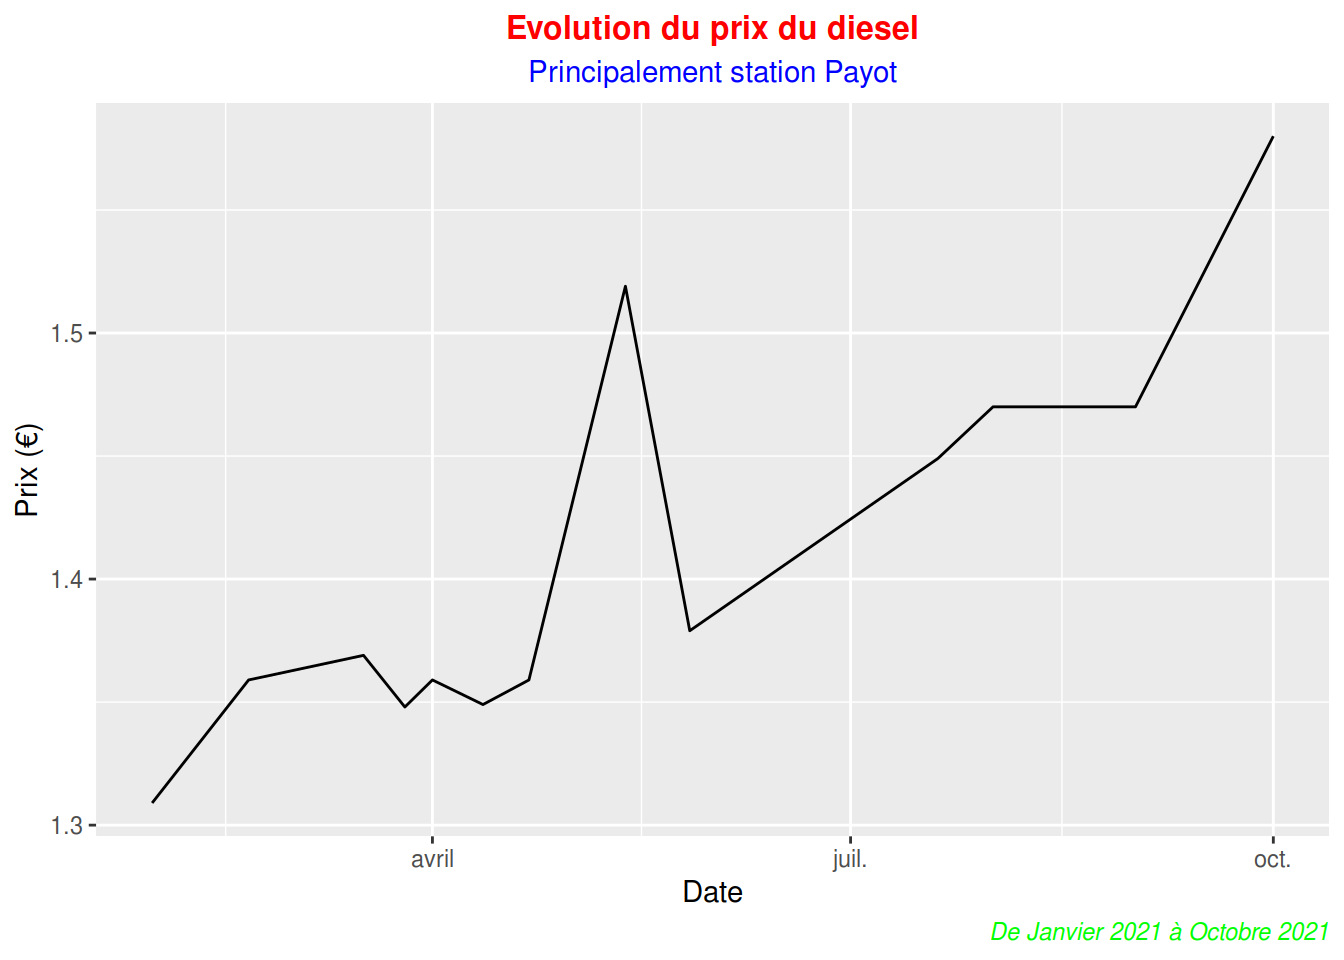 Evolution du prix du diesel
Principalement station Payot
Prix (€)
1.5
1.4
1.3
avril
juil.
oct.
Date
De Janvier 2021 à Octobre 2021